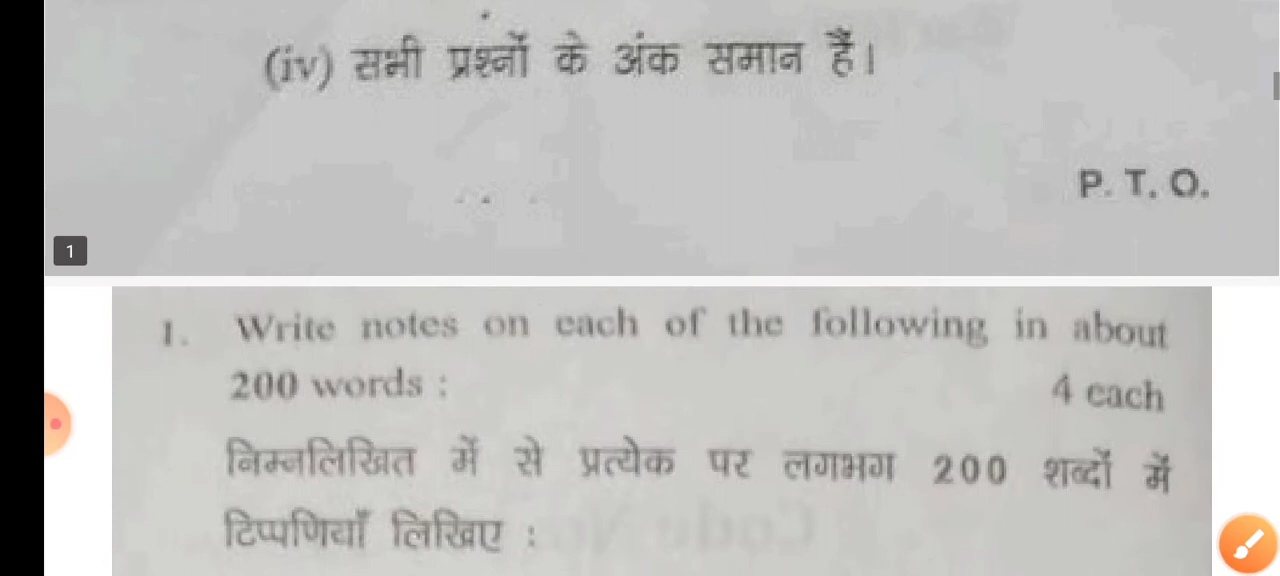 (iv) सभी प्रश्नों के अंक समान हैं।
P. T. O.
1
1. Write notes on each of the following in about
200 words : 4 each
निम्नलिखित में से प्रत्येक पर लगभग 200 शब्दों में
टिप्पणियाँ लिखिए :